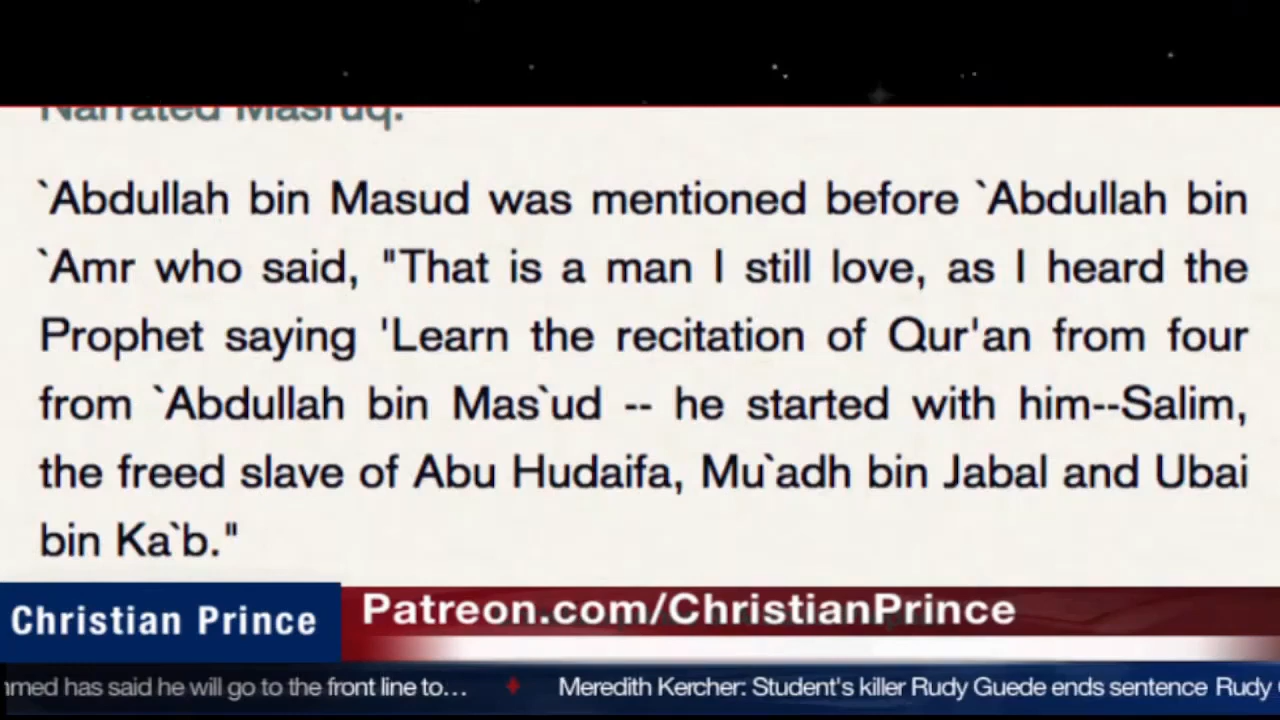 Narrated Masruq:
`Abdullah bin Masud was mentioned before `Abdullah bin
`Amr who said, "That is a man I still love, as I heard the
Prophet saying 'Learn the recitation of Qur'an from four
from `Abdullah bin Mas`ud -- he started with him--Salim,
the freed slave of Abu Hudaifa, Mu`adh bin Jabal and Ubai
bin Ka`b."
Christian Prince
Patreon.com/ChristianPrince
med has said he will go to the front line to... Meredith Kercher: Student's killer Rudy Guede ends sentence Rudy